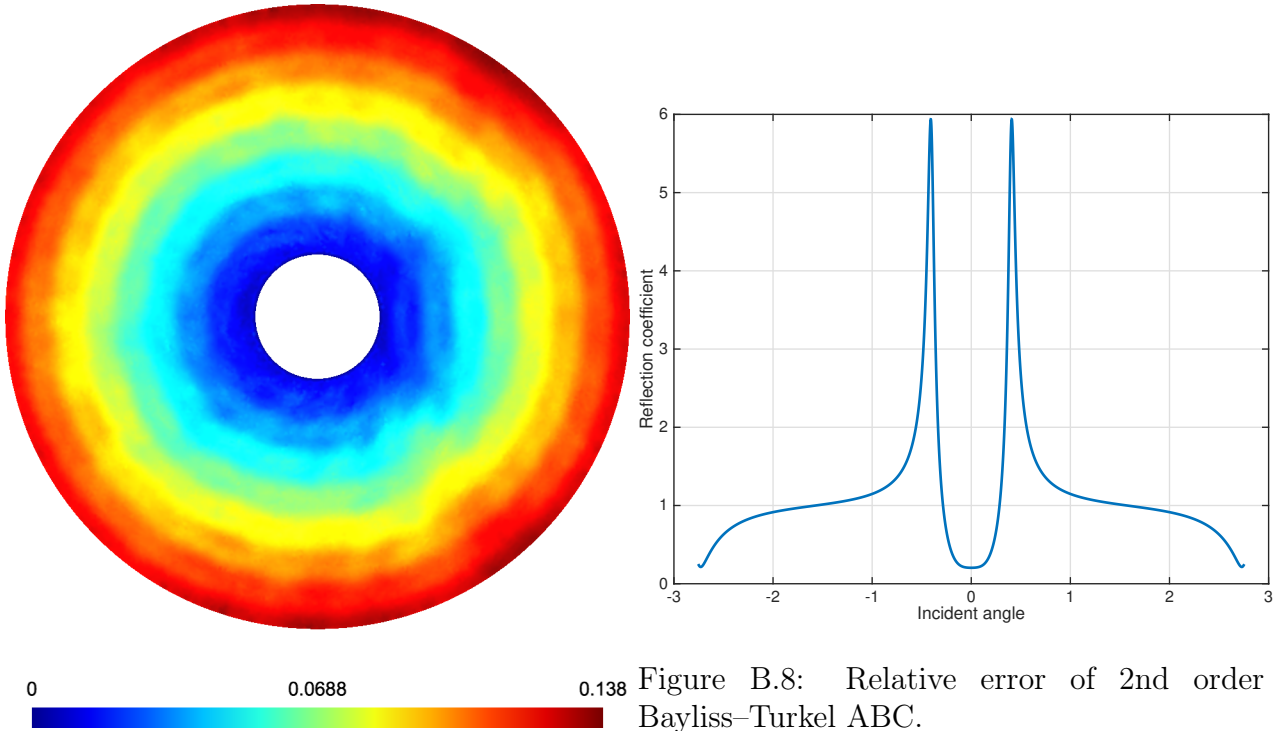 0 0.0688 0.138
6
5
4
3
2
1
0
-3 -2 -1 0 1 2 3
Reflection coefficient
Incident angle
Figure B.8: Relative error of 2nd order
Bayliss–Turkel ABC.